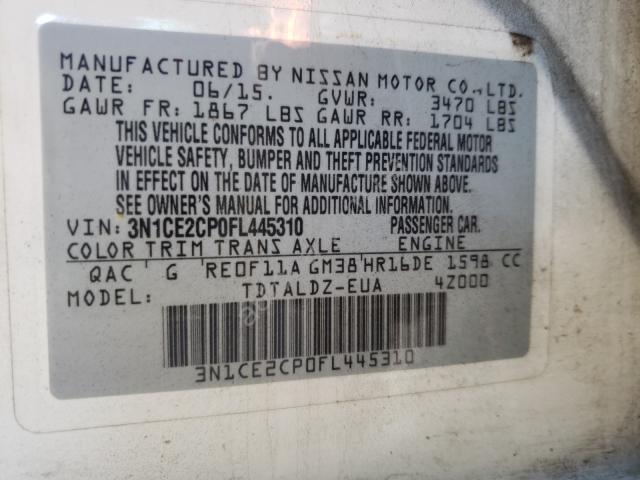 MANUFACTURED BY NISSAN MOTOR CO.,LTD.
DATE: 06/15. GVWR: 3470 LBS
GAWR FR: 1867 LBS GAWR RR: 1704 LBS
THIS VEHICLE CONFORMS TO ALL APPLICABLE FEDERAL MOTOR
VEHICLE SAFETY, BUMPER AND THEFT PREVENTION STANDARDS
IN EFFECT ON THE DATE OF MANUFACTURE SHOWN ABOVE.
SEE OWNER'S MANUAL FOR ADDITIONAL INFORMATION.
VIN: 3N1CE2CP0FL445310 PASSENGER CAR.
COLOR TRIM TRANS AXLE ENGINE
QAC G RE0F11A GM38 HR16DE 1598 CC
MODEL: TDTALDZ-EUA 4Z000
3N1CE2CP0FL445310